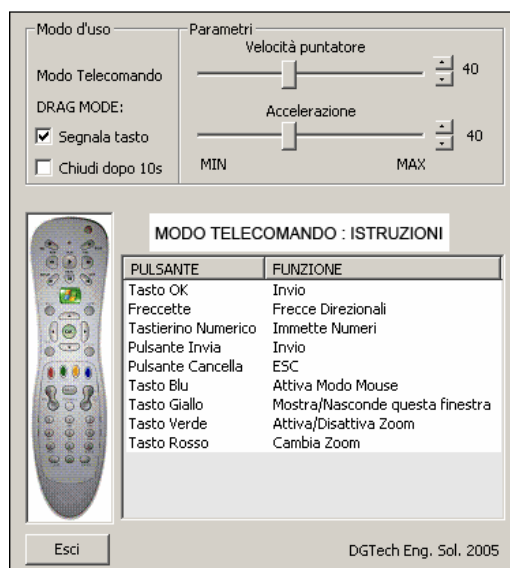 Modo d'uso
Parametri
Velocità puntatore
Modo Telecomando
40
DRAG MODE:
Accelerazione
Segnala tasto
40
Chiudi dopo 10s
MIN MAX
MODO TELECOMANDO : ISTRUZIONI
PULSANTE FUNZIONE
Tasto OK Invio
Freccette Frecce Direzionali
Tastierino Numerico Immette Numeri
Pulsante Invia Invio
Pulsante Cancella ESC
Tasto Blu Attiva Modo Mouse
Tasto Giallo Mostra/Nasconde questa finestra
Tasto Verde Attiva/Disattiva Zoom
Tasto Rosso Cambia Zoom
Esci
DGTech Eng. Sol. 2005